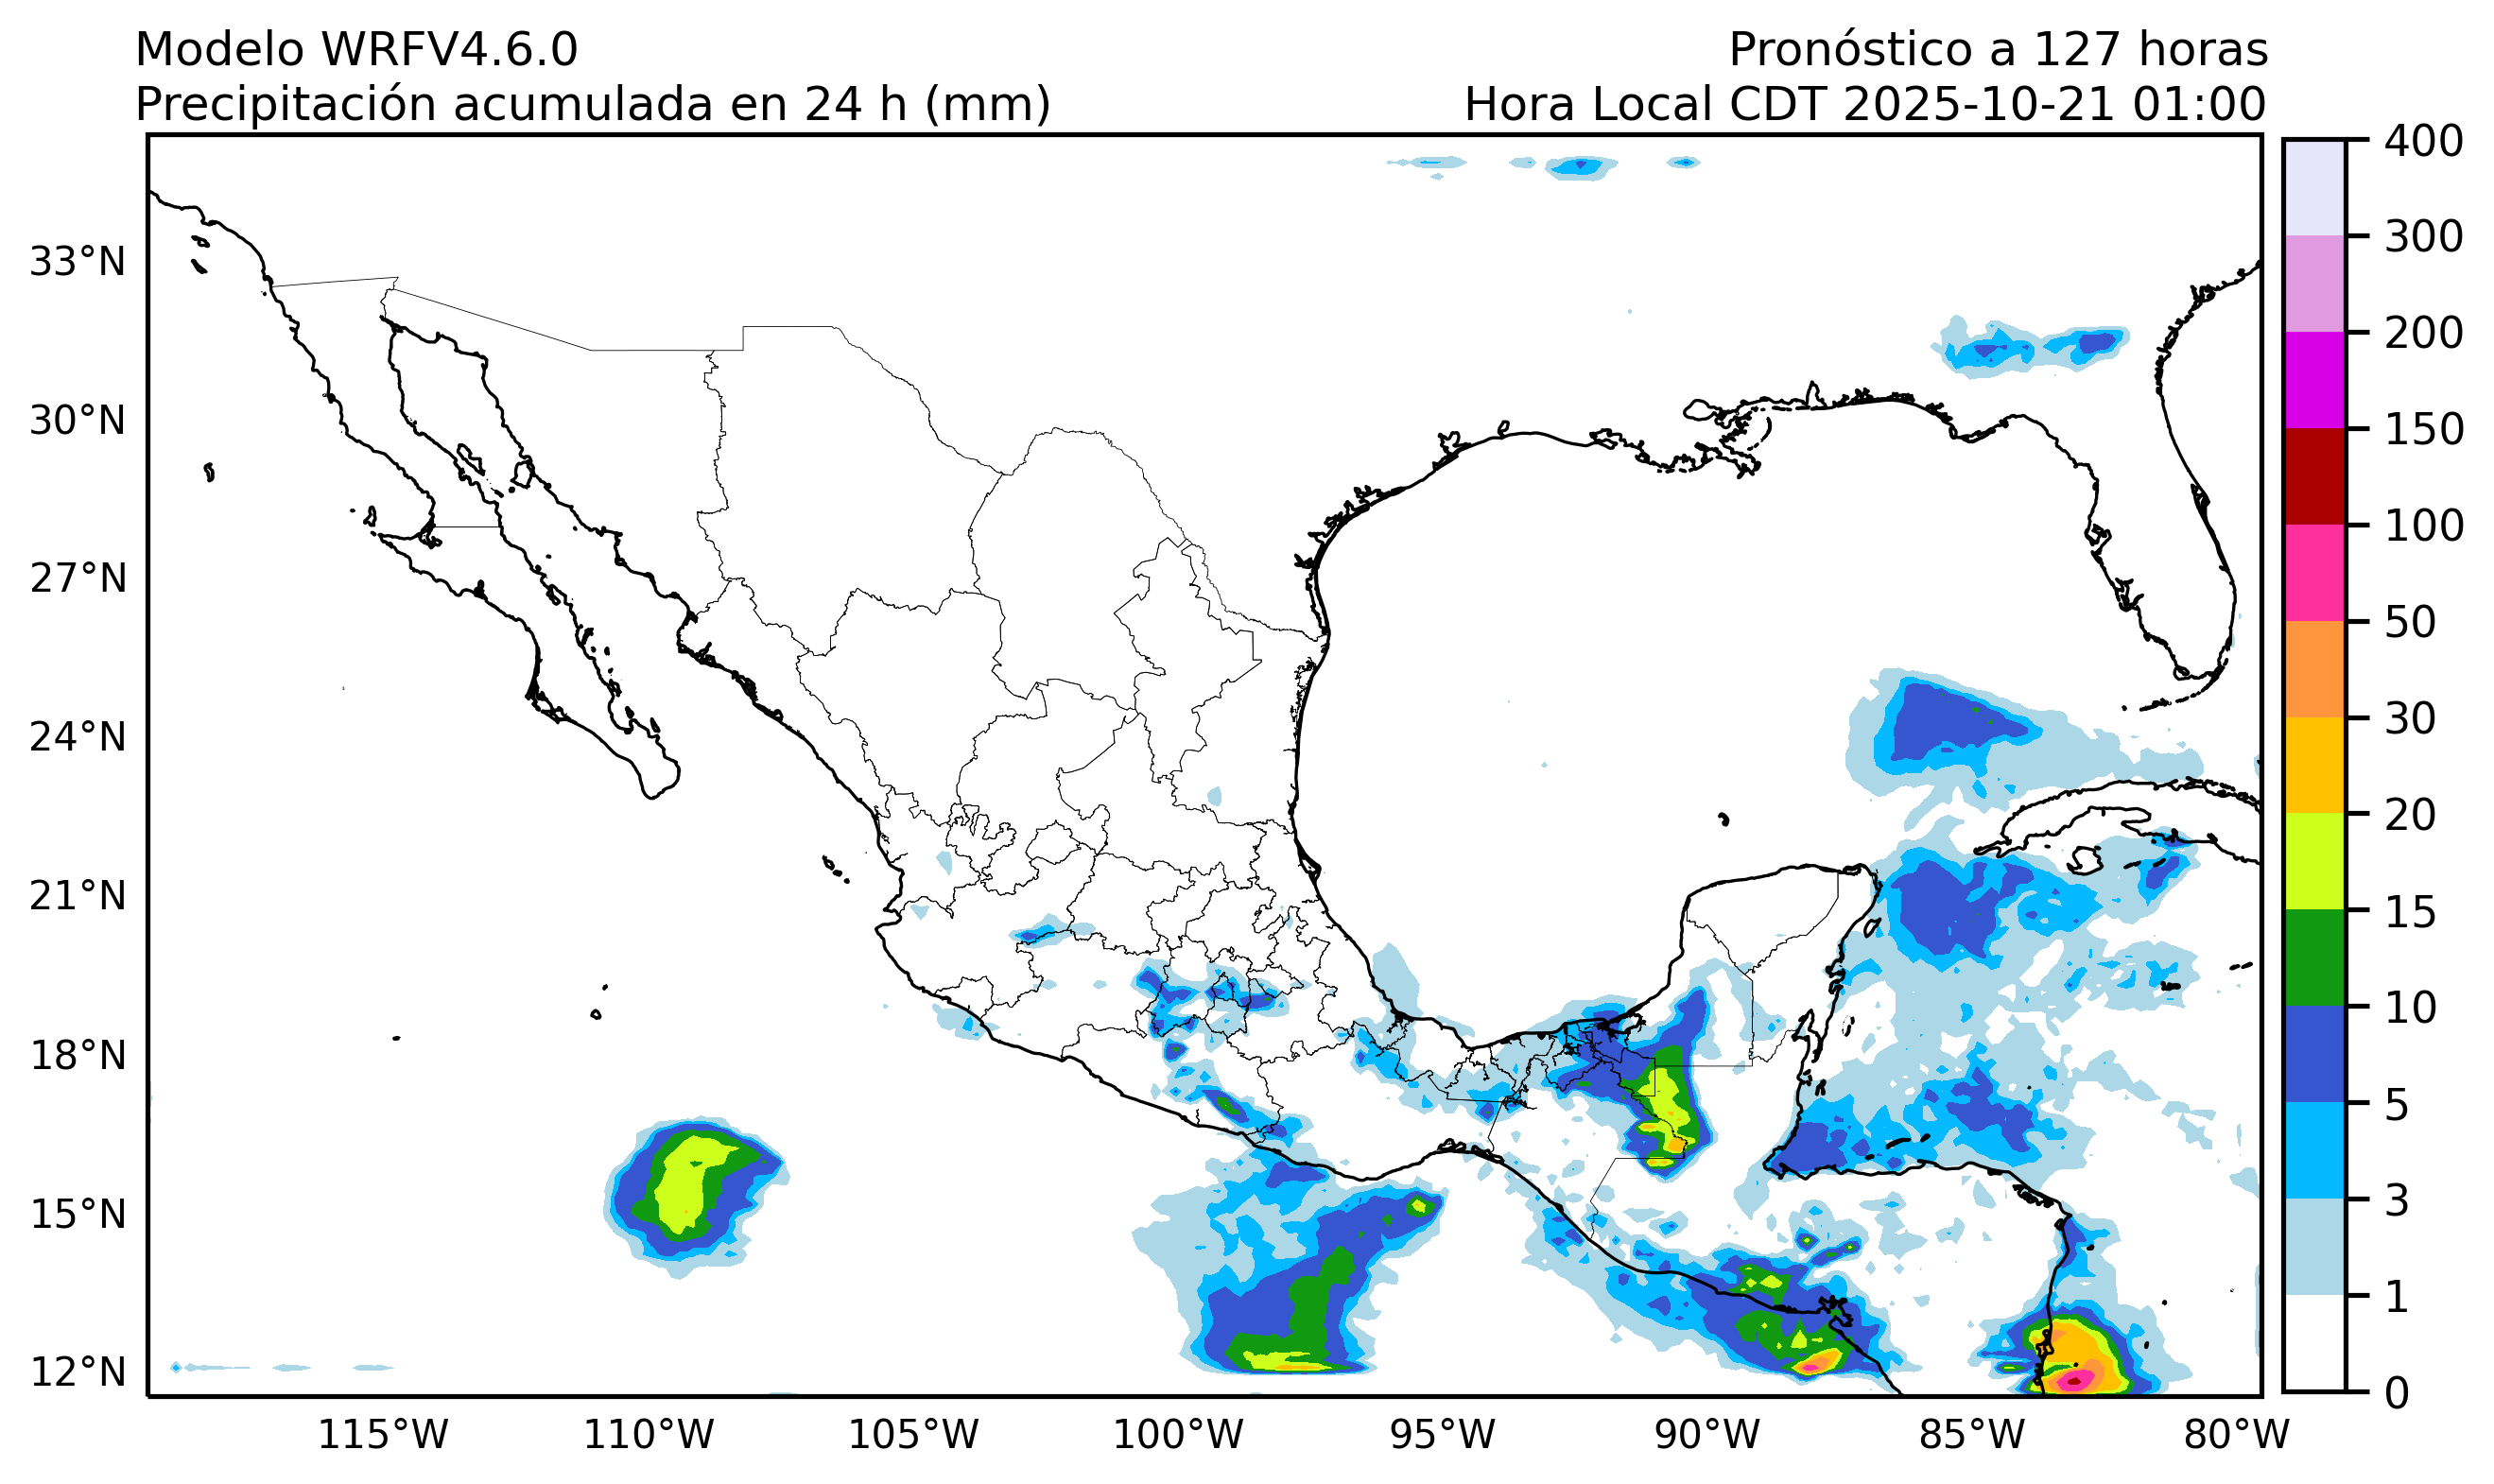 Modelo WRFV4.6.0
Pronóstico a 127 horas
Precipitación acumulada en 24 h (mm)
Hora Local CDT 2025-10-21 01:00
33°N
30°N
27°N
24°N
21°N
18°N
15°N
12°N
115°W
110°W
105°W
100°W
95°W
90°W
85°W
80°W
400
300
200
150
100
50
30
20
15
10
5
3
1
0